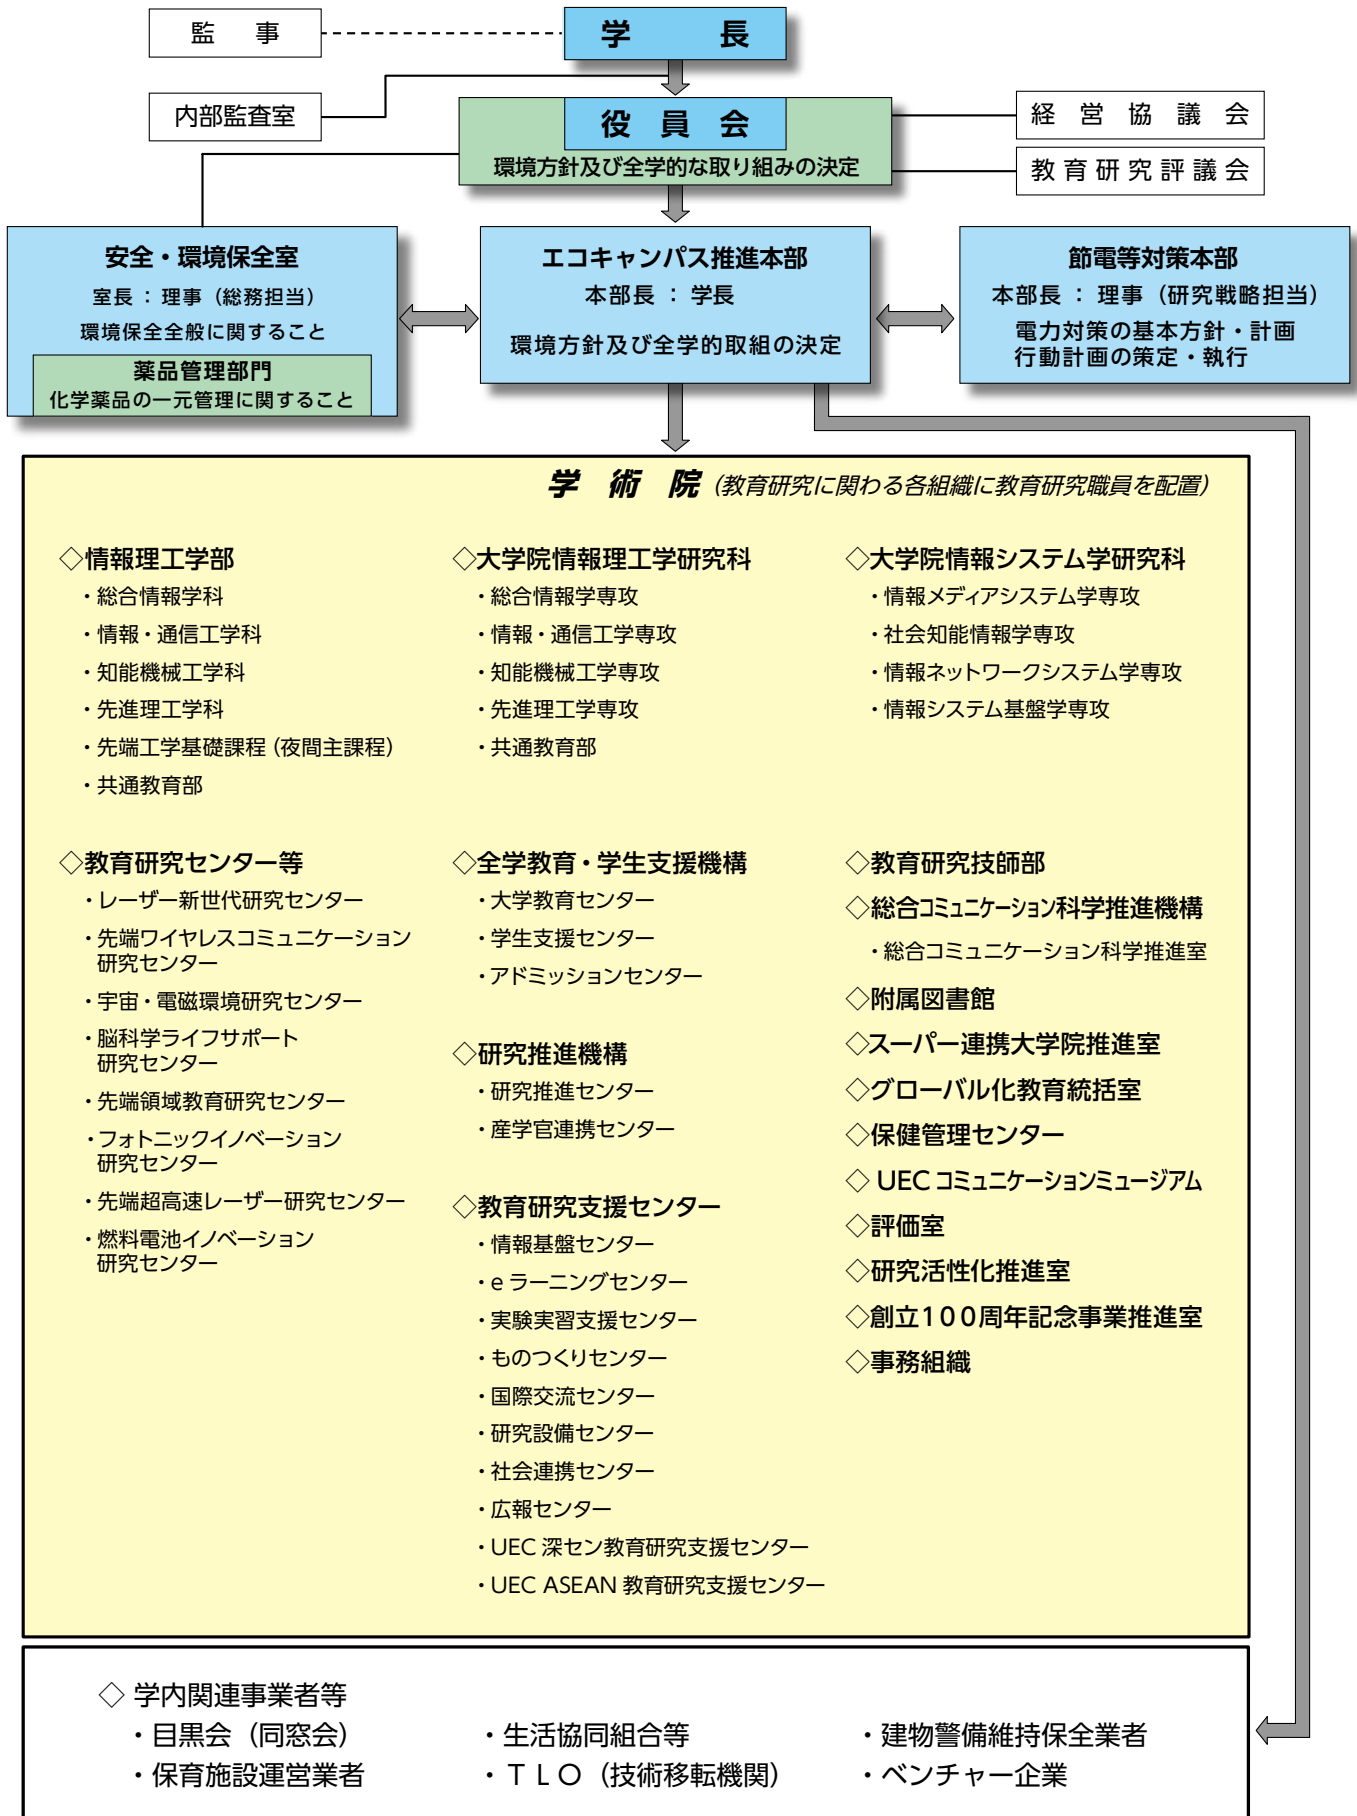 監　事
学　長
内部監査室
役 員 会
環境方針及び全学的な取り組みの決定
経 営 協 議 会
教 育 研 究 評 議 会
安全・環境保全室
室長 ： 理事（総務担当）
環境保全全般に関すること
薬品管理部門
化学薬品の一元管理に関すること
エコキャンパス推進本部
本部長 ： 学長
環境方針及び全学的取組の決定
節電等対策本部
本部長 ： 理事（研究戦略担当）
電力対策の基本方針・計画
行動計画の策定・執行
学 術 院（教育研究に関わる各組織に教育研究職員を配置）
◇情報理工学部
・総合情報学科
・情報・通信工学科
・知能機械工学科
・先進理工学科
・先端工学基礎課程（夜間主課程）
・共通教育部
◇大学院情報理工学研究科
・総合情報学専攻
・情報・通信工学専攻
・知能機械工学専攻
・先進理工学専攻
・共通教育部
◇大学院情報システム学研究科
・情報メディアシステム学専攻
・社会知能情報学専攻
・情報ネットワークシステム学専攻
・情報システム基盤学専攻
◇教育研究センター等
・レーザー新世代研究センター
・先端ワイヤレスコミュニケーション
研究センター
・宇宙・電磁環境研究センター
・脳科学ライフサポート
研究センター
・先端領域教育研究センター
・フォトニックイノベーション
研究センター
・先端超高速レーザー研究センター
・燃料電池イノベーション
研究センター
◇全学教育・学生支援機構
・大学教育センター
・学生支援センター
・アドミッションセンター
◇研究推進機構
・研究推進センター
・産学官連携センター
◇教育研究支援センター
・情報基盤センター
・e ラーニングセンター
・実験実習支援センター
・ものつくりセンター
・国際交流センター
・研究設備センター
・社会連携センター
・広報センター
・UEC 深セン教育研究支援センター
・UEC ASEAN 教育研究支援センター
◇教育研究技師部
◇総合コミュニケーション科学推進機構
・総合コミュニケーション科学推進室
◇附属図書館
◇スーパー連携大学院推進室
◇グローバル化教育統括室
◇保健管理センター
◇ UEC コミュニケーションミュージアム
◇評価室
◇研究活性化推進室
◇創立１００周年記念事業推進室
◇事務組織
◇ 学内関連事業者等
・目黒会（同窓会）
・生活協同組合等
・建物警備維持保全業者
・保育施設運営業者
・ＴＬＯ（技術移転機関）
・ベンチャー企業